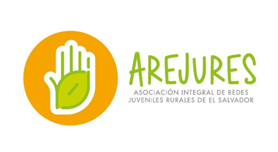 AREJURES
ASOCIACIÓN INTEGRAL DE REDES
JUVENILES RURALES DE EL SALVADOR